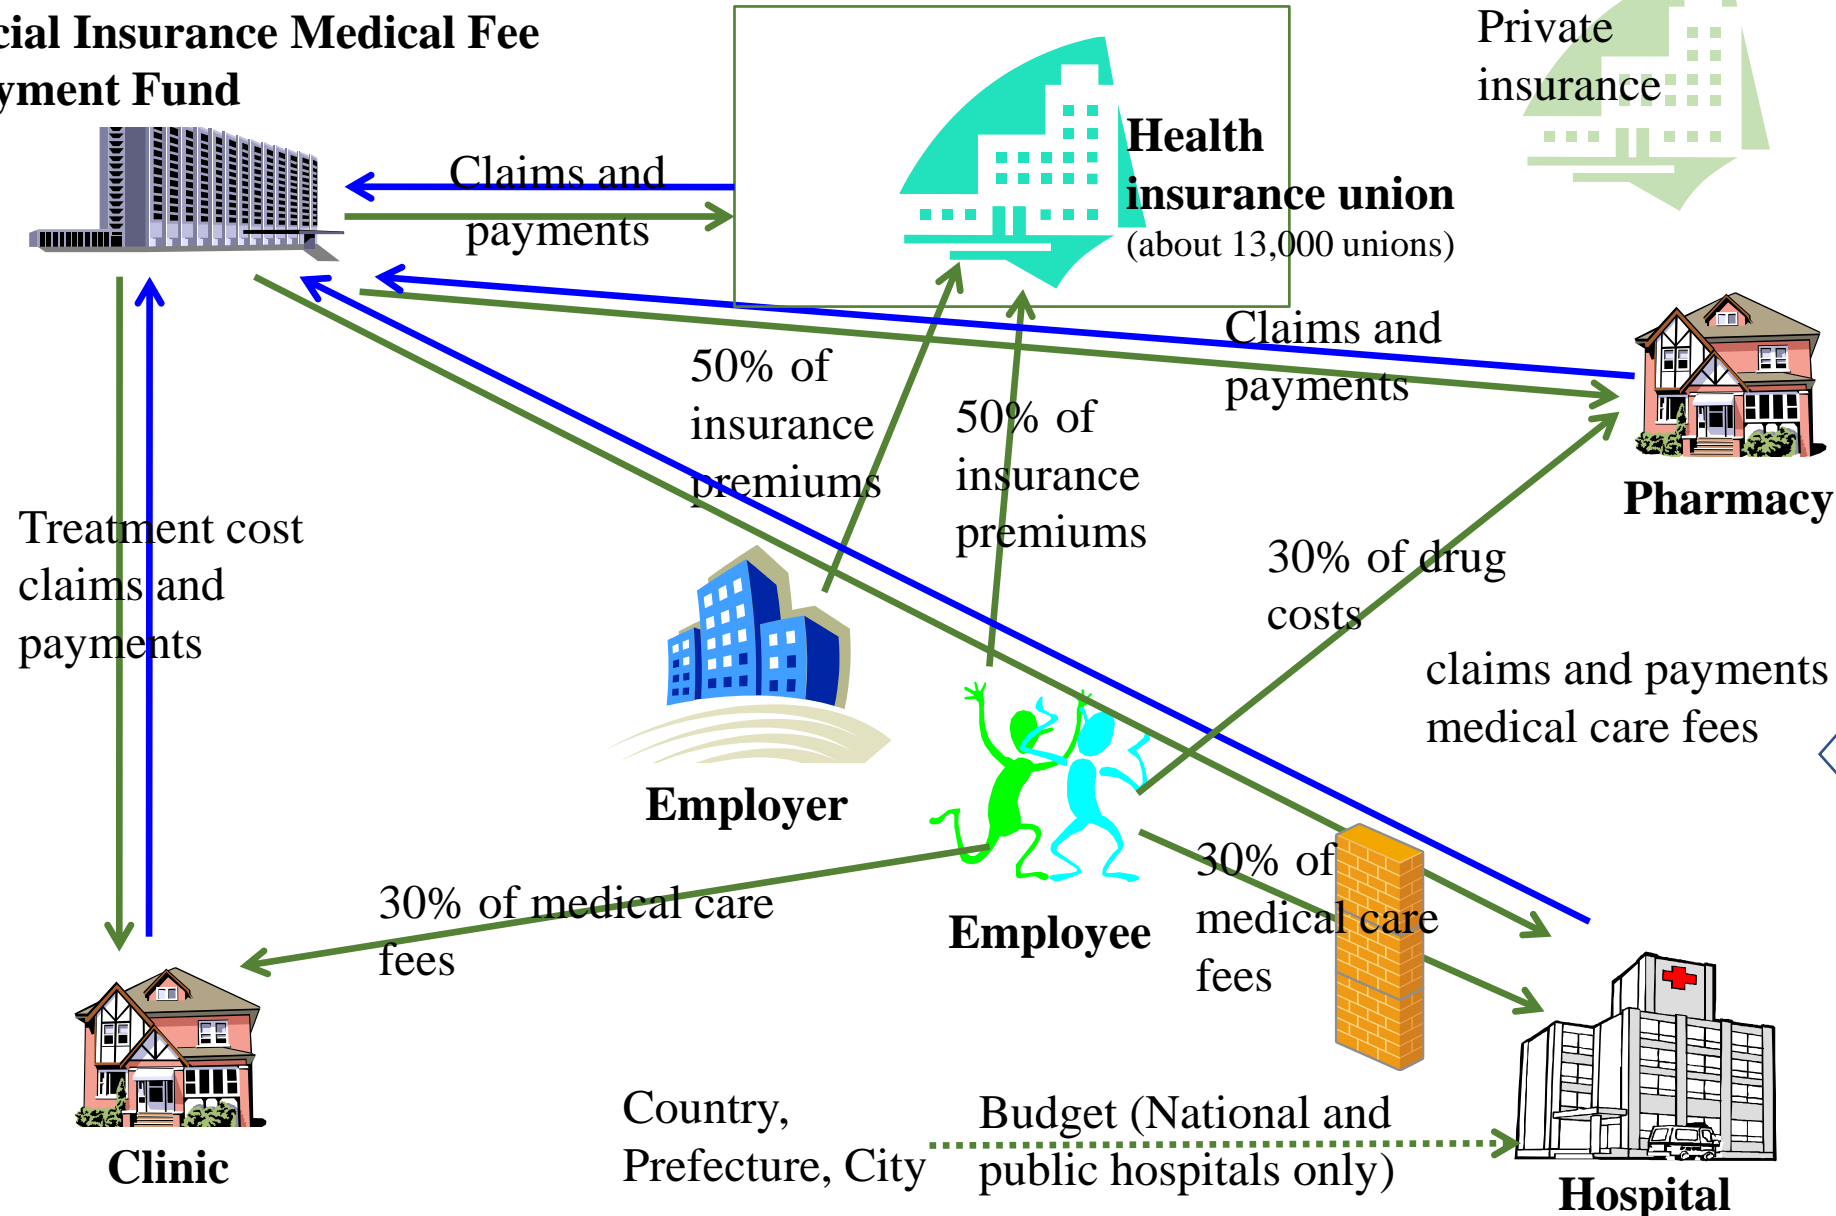 cial Insurance Medical Fee
yment Fund
Private
insurance
Claims and
payments
Health
insurance union
(about 13,000 unions)
Claims and
payments
50% of
insurance
premiums
50% of
insurance
premiums
Pharmacy
Treatment cost
claims and
payments
30% of drug
costs
claims and payments
medical care fees
Employer
30% of medical care
fees
Employee
30% of
medical care
fees
Country,
Prefecture, City
Budget (National and
public hospitals only)
Clinic
Hospital